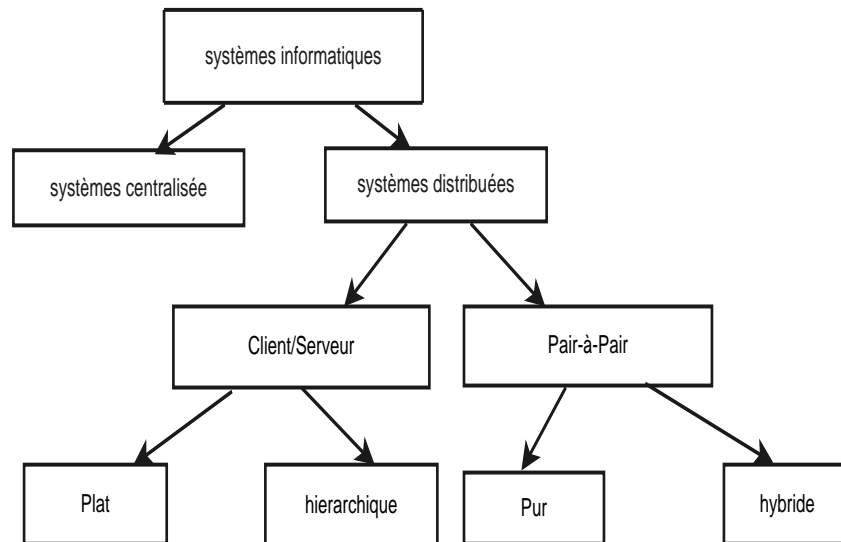 systèmes informatiques
systèmes centralisée
systèmes distribuées
Client/Serveur
Pair-à-Pair
Plat
hierarchique
Pur
hybride